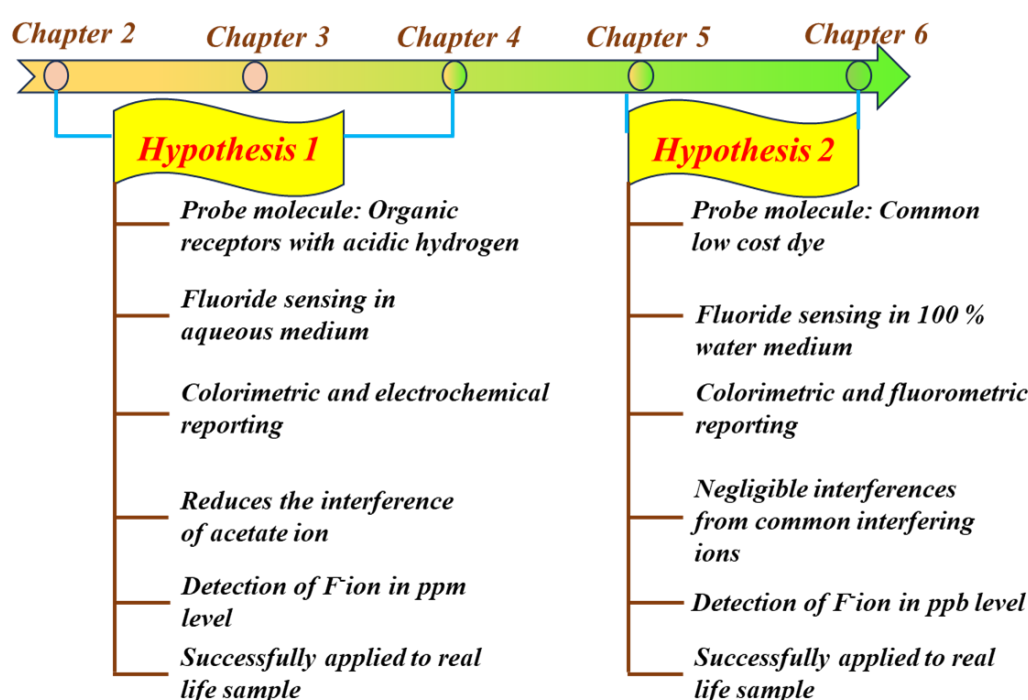 Chapter 2
Chapter 3
Chapter 4
Chapter 5
Chapter 6
Hypothesis 1
Probe molecule: Organic
receptors with acidic hydrogen
Fluoride sensing in
aqueous medium
Colorimetric and electrochemical
reporting
Reduces the interference
of acetate ion
Detection of F⁻ion in ppm
level
Successfully applied to real
life sample
Hypothesis 2
Probe molecule: Common
low cost dye
Fluoride sensing in 100 %
water medium
Colorimetric and fluorometric
reporting
Negligible interferences
from common interfering
ions
Detection of F⁻ion in ppb level
Successfully applied to real
life sample